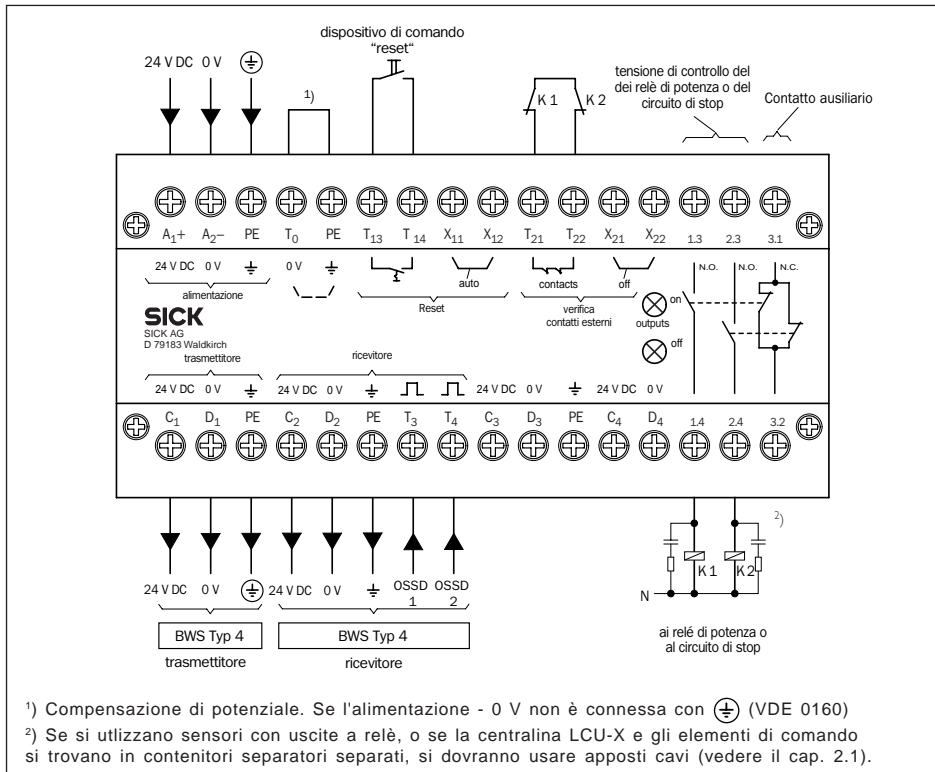 dispositivo di comando
“reset“
24 V DC 0 V
1)
K 1 K 2
tensione di controllo del
dei relè di potenza o del
circuito di stop
Contatto ausiliario
A1+ A2− PE T0 PE T13 T14 X11 X12 T21 T22 X21 X22 1.3 2.3 3.1
24 V DC 0 V 0 V auto contacts off N.O. N.O. N.C.
alimentazione
Reset
verifica
contatti esterni
on
outputs
off
SICK
SICK AG
D 79183 Waldkirch
trasmettitore
ricevitore
24 V DC 0 V 24 V DC 0 V 24 V DC 0 V 24 V DC 0 V
C1 D1 PE C2 D2 PE T3 T4 C3 D3 PE C4 D4 1.4 2.4 3.2
2)
K 1 K 2
N
24 V DC 0 V 24 V DC 0 V OSSD OSSD
1 2
BWS Typ 4
trasmettitore
BWS Typ 4
ricevitore
ai relé di potenza o
al circuito di stop
1) Compensazione di potenziale. Se l'alimentazione - 0 V non è connessa con (VDE 0160)
2) Se si utlizzano sensori con uscite a relè, o se la centralina LCU-X e gli elementi di comando
si trovano in contenitori separatori separati, si dovranno usare apposti cavi (vedere il cap. 2.1).